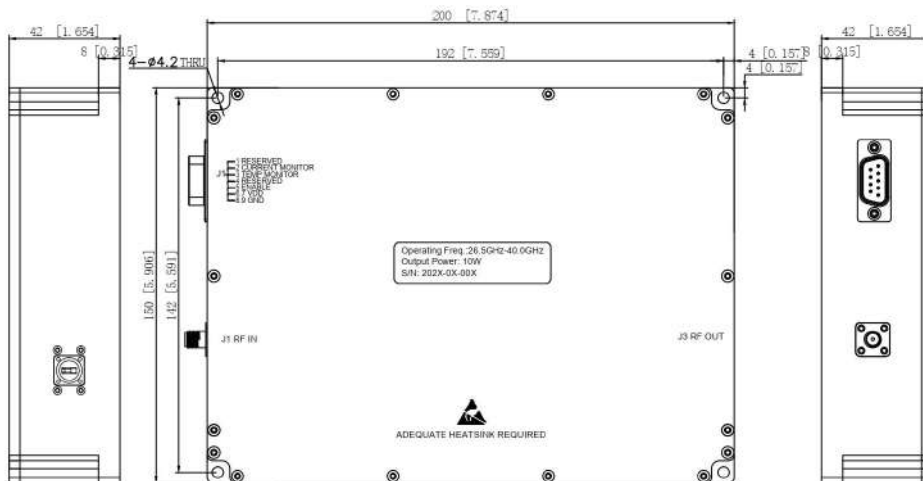 200 [7.874]
42 [1.654]
42 [1.654]
8 [0.315]
192 [7.559]
4 [0.157]
8 [0.315]
4-ø4.2 THRU
4 [0.157]
1 RESERVED
2 CURRENT MONITOR
J1
3 TEMP MONITOR
4 RESERVED
5 ENABLE
6 7 VDD
8 9 GND
150 [5.906]
142 [5.591]
Operating Freq.:26.5GHz-40.0GHz
Output Power: 10W
S/N: 202X-0X-00X
J1 RF IN
J3 RF OUT
ADEQUATE HEATSINK REQUIRED